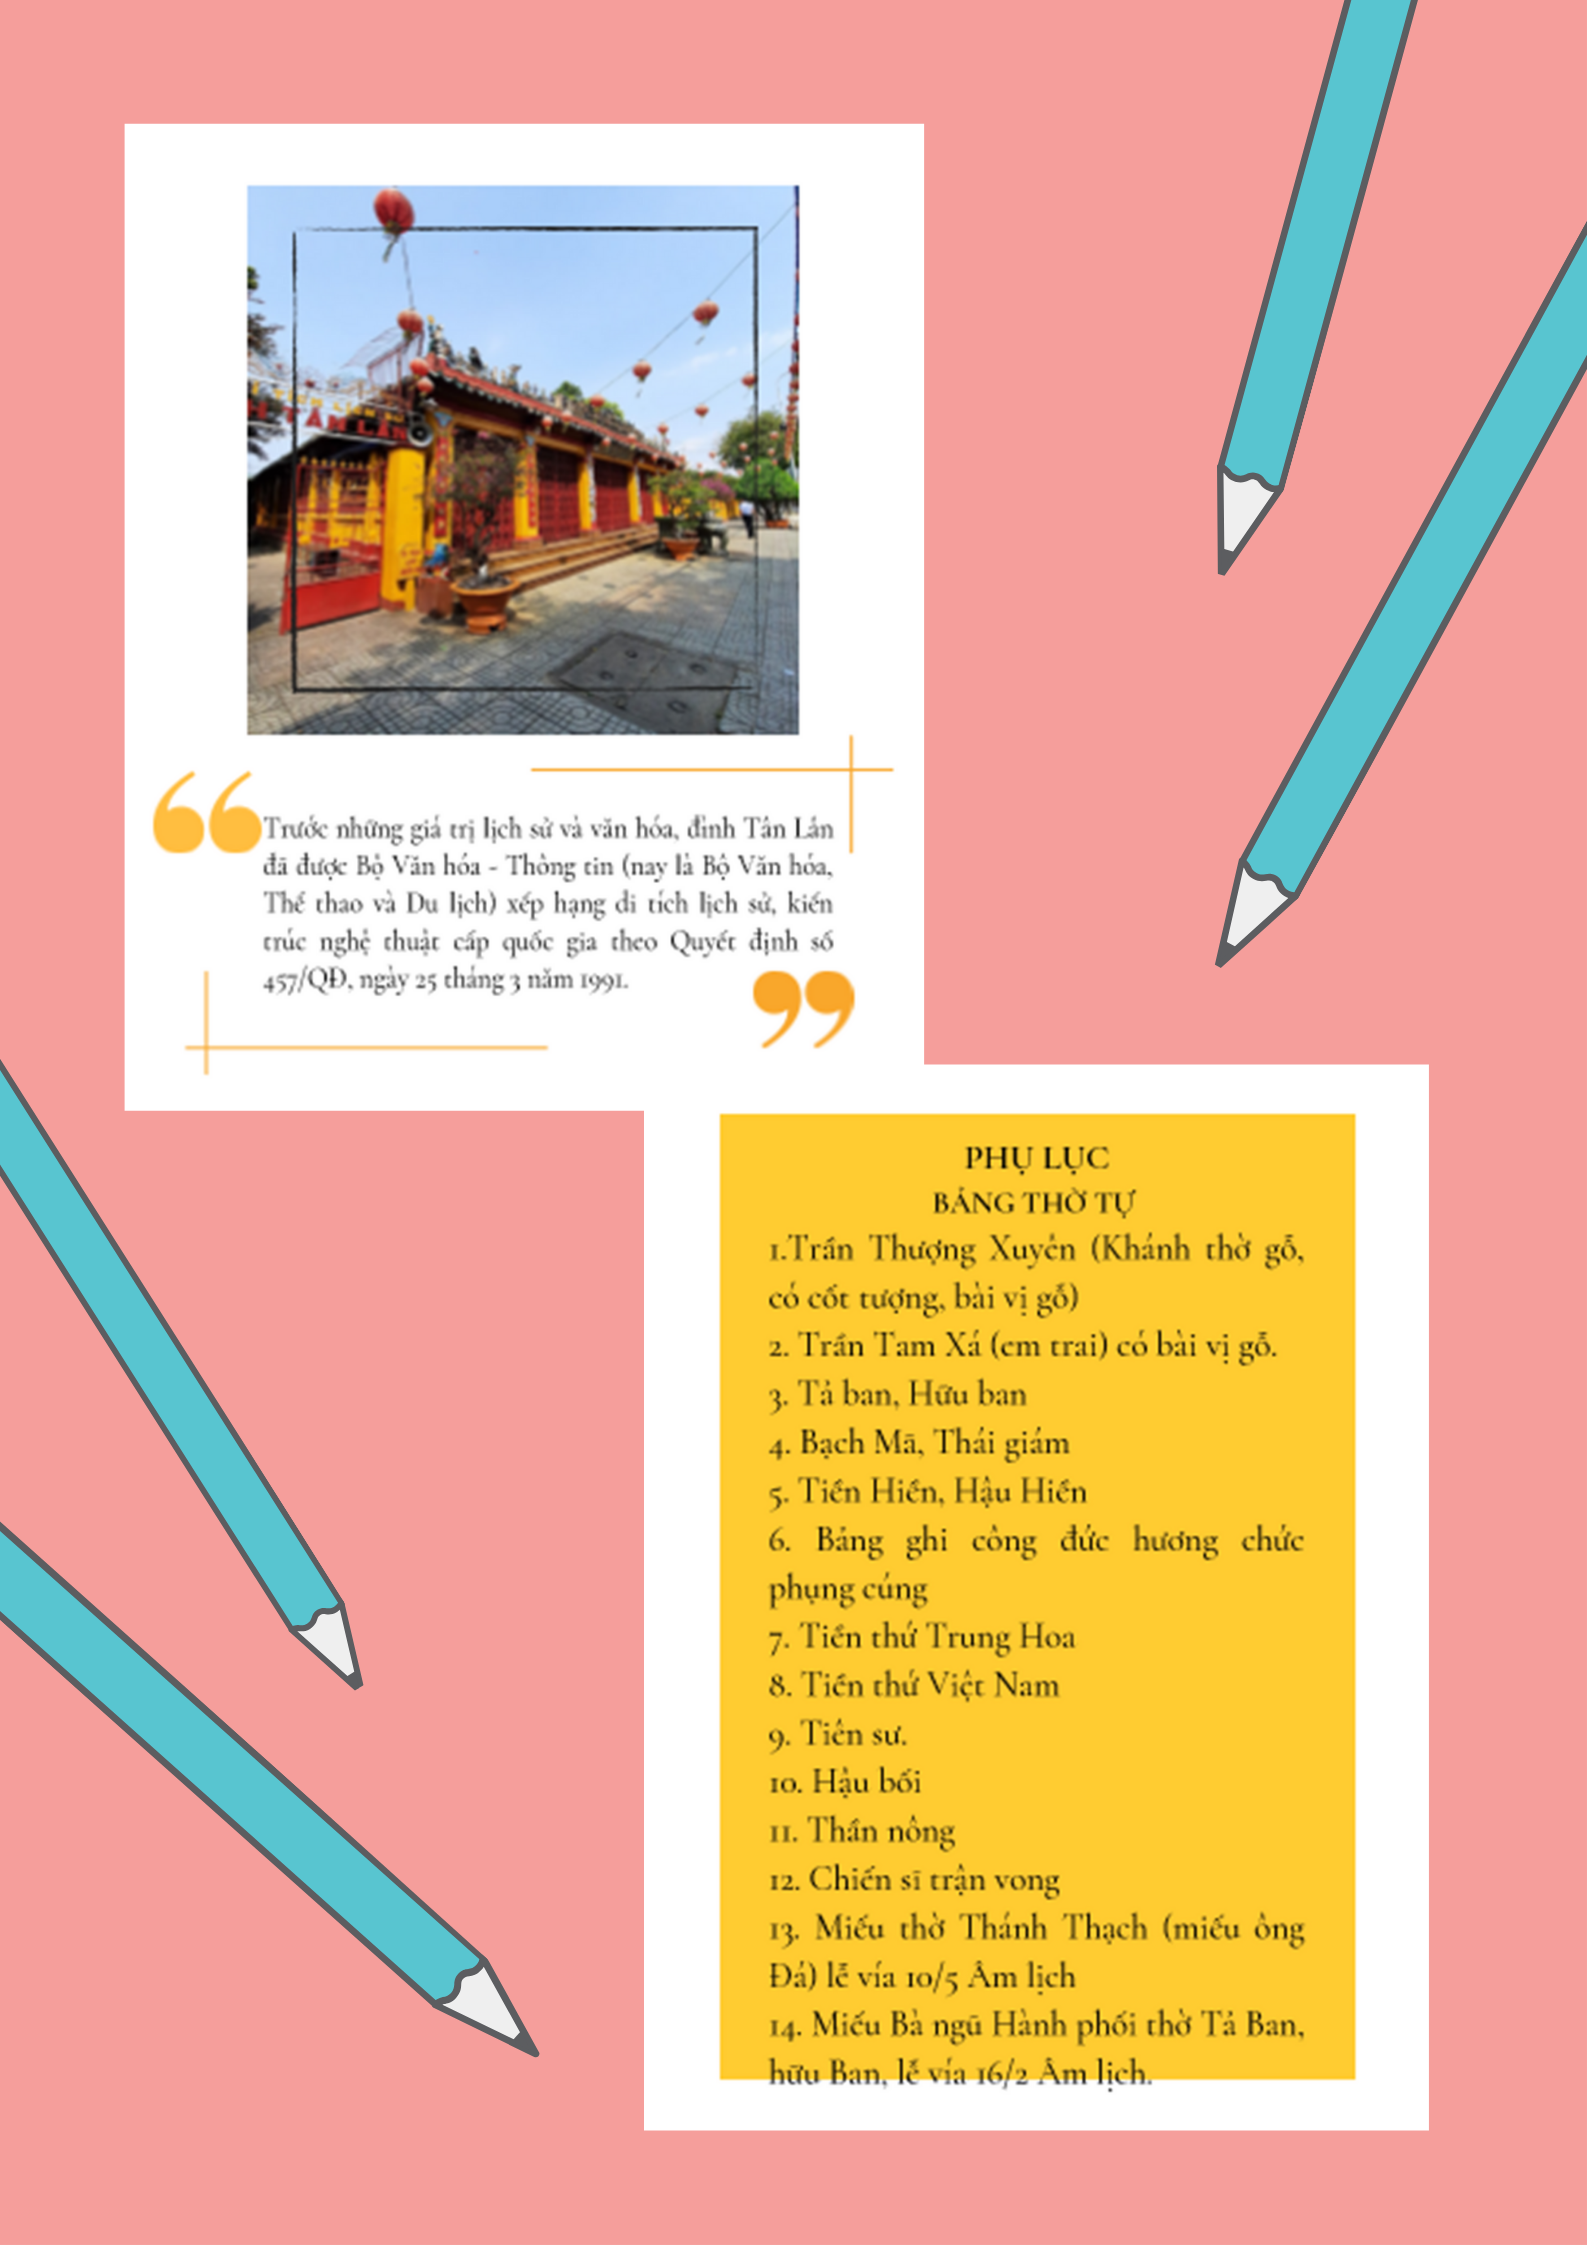 TÂN LÂN
Trước những giá trị lịch sử và văn hóa, đình Tân Lân
đã được Bộ Văn hóa - Thông tin (nay là Bộ Văn hóa,
Thể thao và Du lịch) xếp hạng di tích lịch sử, kiến
trúc nghệ thuật cấp quốc gia theo Quyết định số
457/QĐ, ngày 25 tháng 3 năm 1991.
PHỤ LỤC
BẢNG THỜ TỰ
1.Trần Thượng Xuyên (Khánh thờ gỗ,
có cốt tượng, bài vị gỗ)
2. Trần Tam Xá (em trai) có bài vị gỗ.
3. Tả ban, Hữu ban
4. Bạch Mã, Thái giám
5. Tiền Hiền, Hậu Hiền
6. Bảng ghi công đức hương chức
phụng cúng
7. Tiền thứ Trung Hoa
8. Tiền thứ Việt Nam
9. Tiên sư.
10. Hậu bối
11. Thần nông
12. Chiến sĩ trận vong
13. Miếu thờ Thánh Thạch (miếu ông
Đá) lễ vía 10/5 Âm lịch
14. Miếu Bà ngũ Hành phối thờ Tả Ban,
hữu Ban, lễ vía 16/2 Âm lịch.